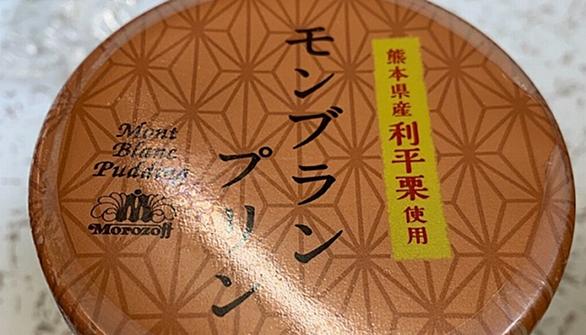 熊本県産利平栗使用
モンブラン
プリン
Mont
Blanc
Pudding
Morozoff